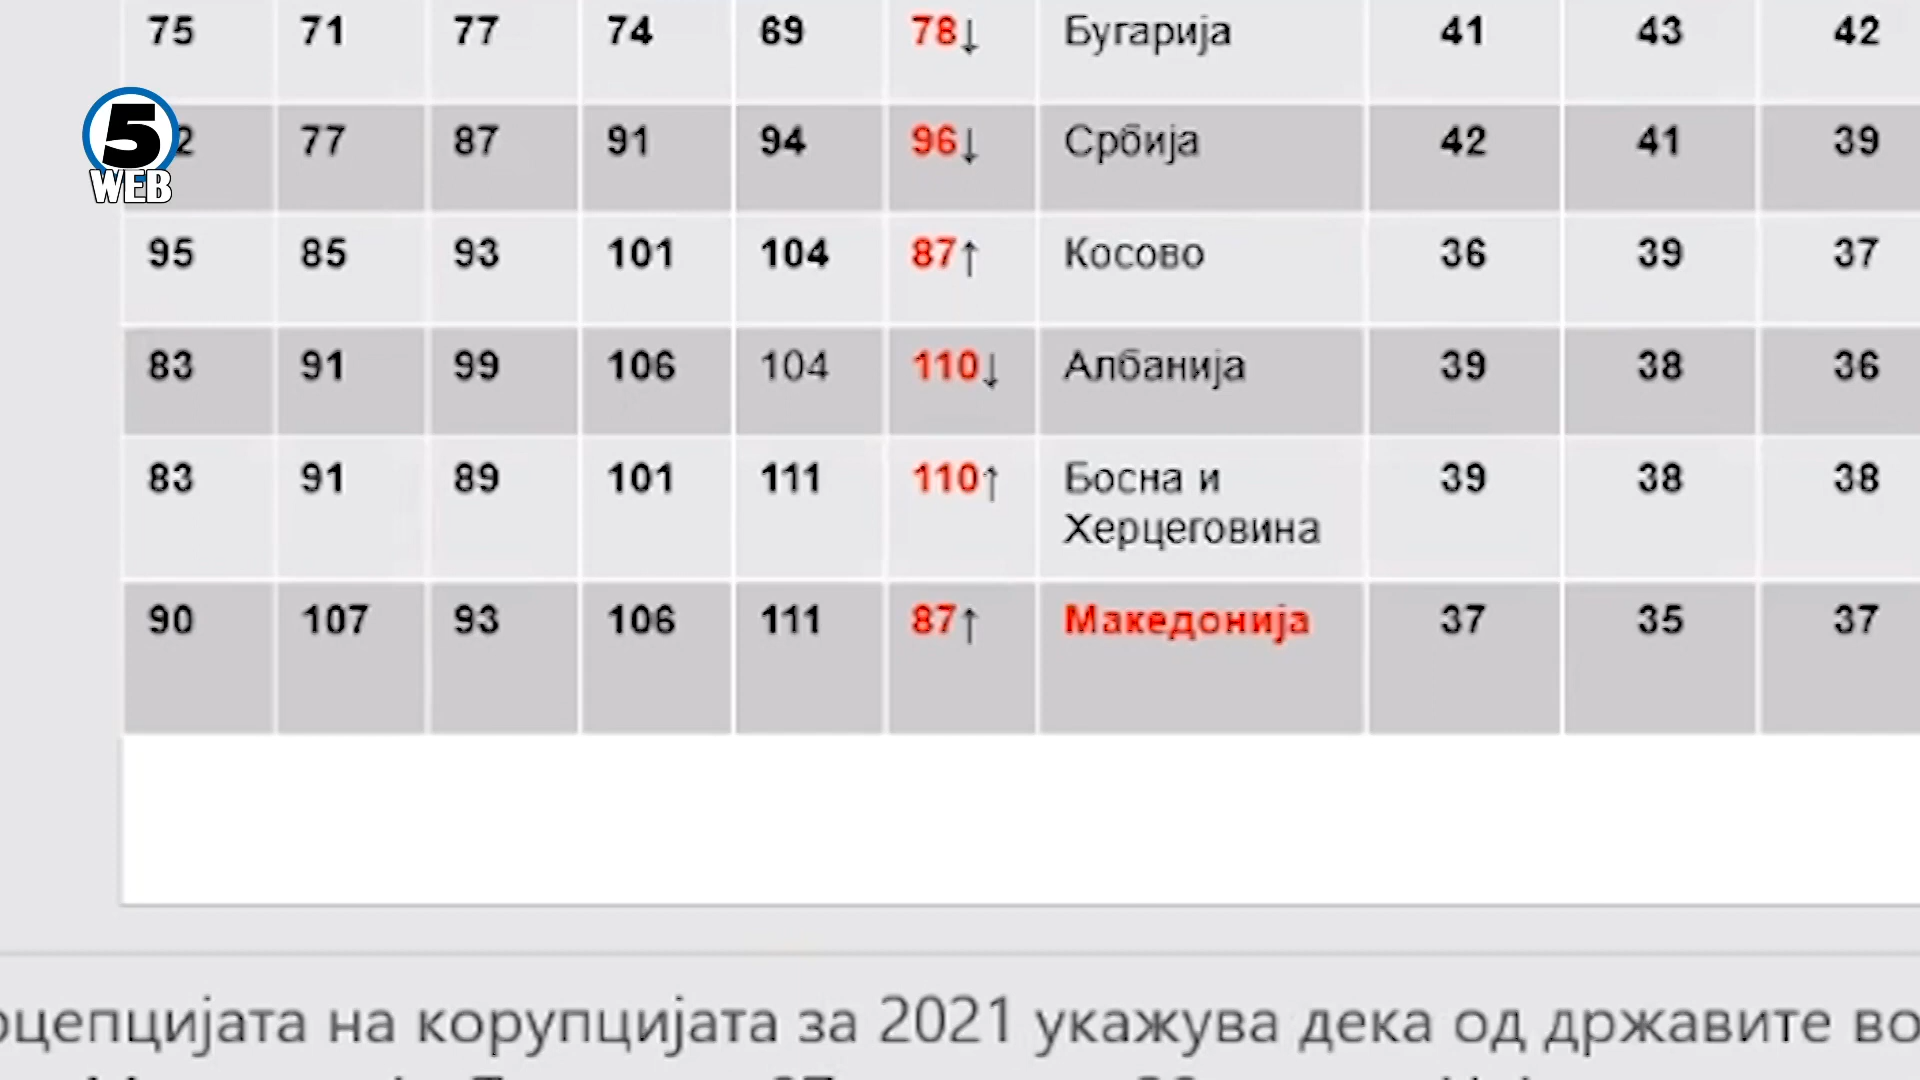 75 71 77 74 69 78↓ Бугарија 41 43 42
5
WEB
2 77 87 91 94 96↓ Србија 42 41 39
95 85 93 101 104 87↑ Косово 36 39 37
83 91 99 106 104 110↓ Албанија 39 38 36
83 91 89 101 111 110↑ Босна и 39 38 38
Херцеговина
90 107 93 106 111 87↑ Македонија 37 35 37
оцепцијата на корупцијата за 2021 укажува дека од државите во